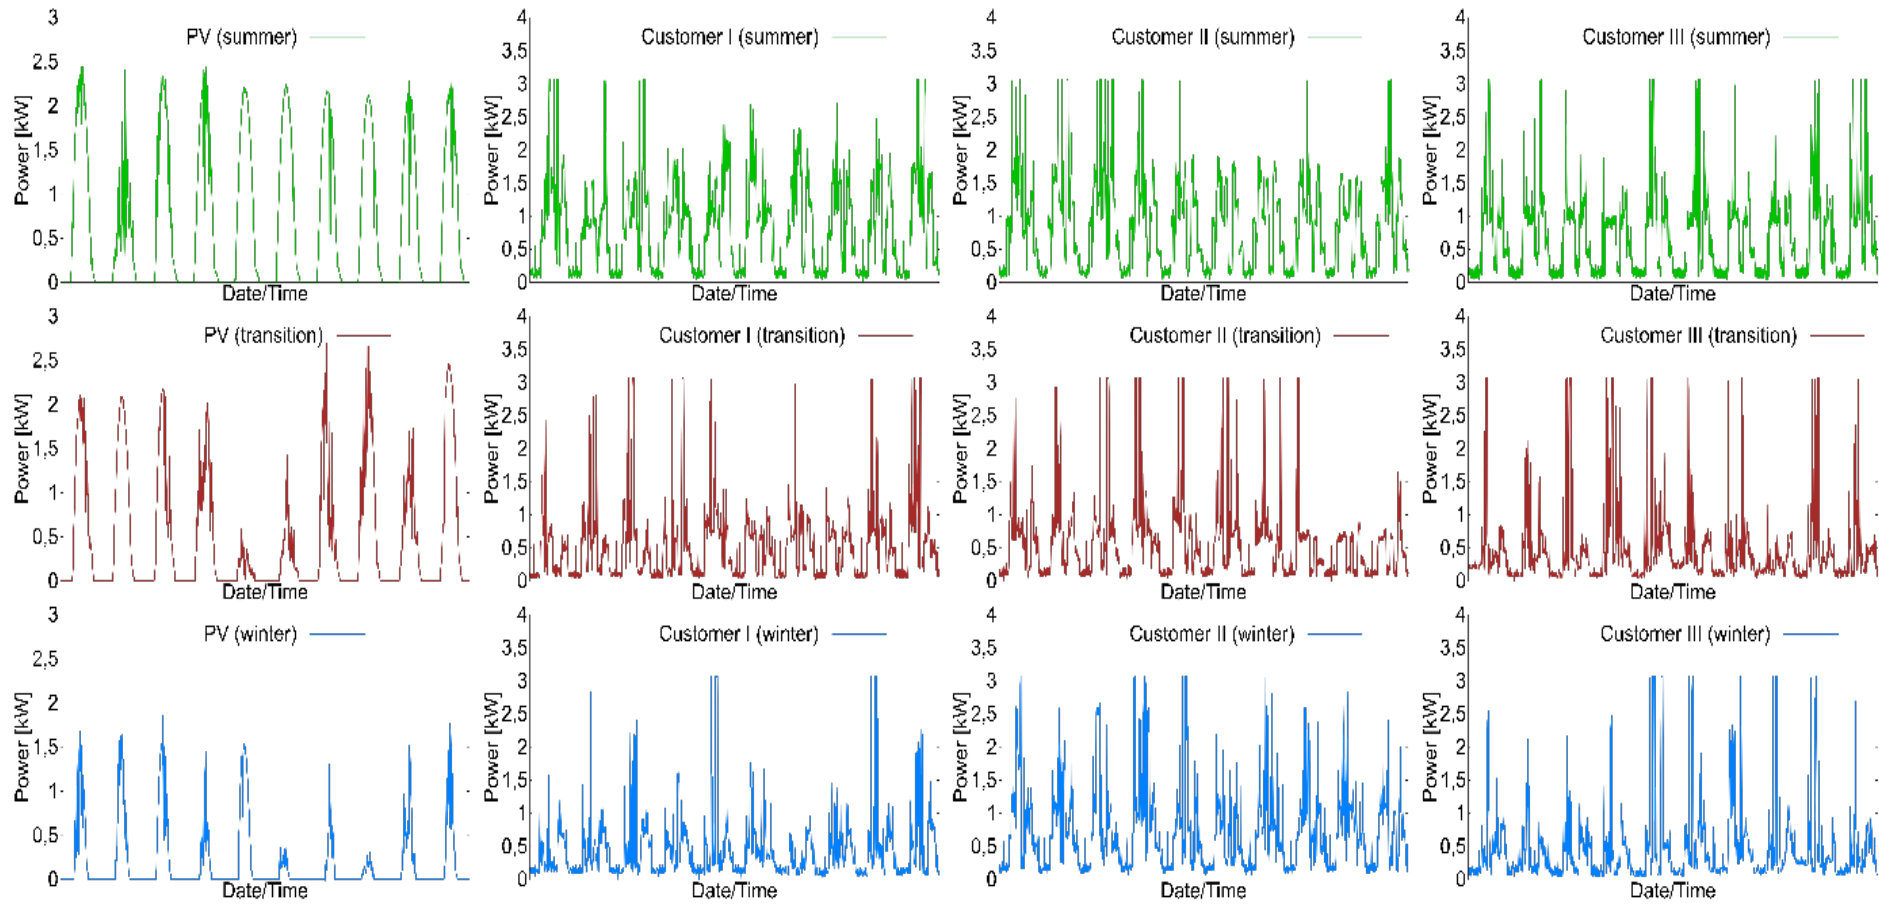 PV (summer)
Power [kW]
3
2.5
2
1,5
1
0,5
0
Date/Time
Customer I (summer)
Power [kW]
4
3,5
3
2,5
2
1,5
1
0,5
0
Date/Time
Customer II (summer)
Power [kW]
4
3,5
3
2,5
2
1,5
1
0,5
0
Date/Time
Customer III (summer)
Power [kW]
4
3,5
3
2,5
2
1,5
1
0,5
0
Date/Time
PV (transition)
Power [kW]
3
2,5
2
1,5
1
0,5
0
Date/Time
Customer I (transition)
Power [kW]
4
3,5
3
2,5
2
1,5
1
0,5
0
Date/Time
Customer II (transition)
Power [kW]
4
3,5
3
2,5
2
1,5
1
0,5
0
Date/Time
Customer III (transition)
Power [kW]
4
3,5
3
2,5
2
1,5
1
0,5
0
Date/Time
PV (winter)
Power [kW]
3
2,5
2
1,5
1
0,5
0
Date/Time
Customer I (winter)
Power [kW]
4
3,5
3
2,5
2
1,5
1
0,5
0
Date/Time
Customer II (winter)
Power [kW]
4
3,5
3
2,5
2
1,5
1
0,5
0
Date/Time
Customer III (winter)
Power [kW]
4
3,5
3
2,5
2
1,5
1
0,5
0
Date/Time